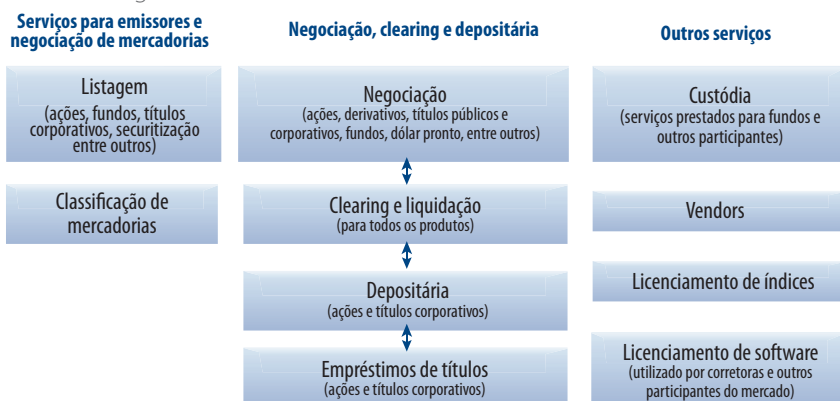 Serviços para emissores e
negociação de mercadorias
Listagem
(ações, fundos, títulos
corporativos, securitização
entre outros)
Classificação de
mercadorias
Negociação, clearing e depositária
Negociação
(ações, derivativos, títulos públicos e
corporativos, fundos, dólar pronto, entre outros)
Clearing e liquidação
(para todos os produtos)
Depositária
(ações e títulos corporativos)
Empréstimos de títulos
(ações e títulos corporativos)
Outros serviços
Custódia
(serviços prestados para fundos e
outros participantes)
Vendors
Licenciamento de índices
Licenciamento de software
(utilizado por corretoras e outros
participantes do mercado)